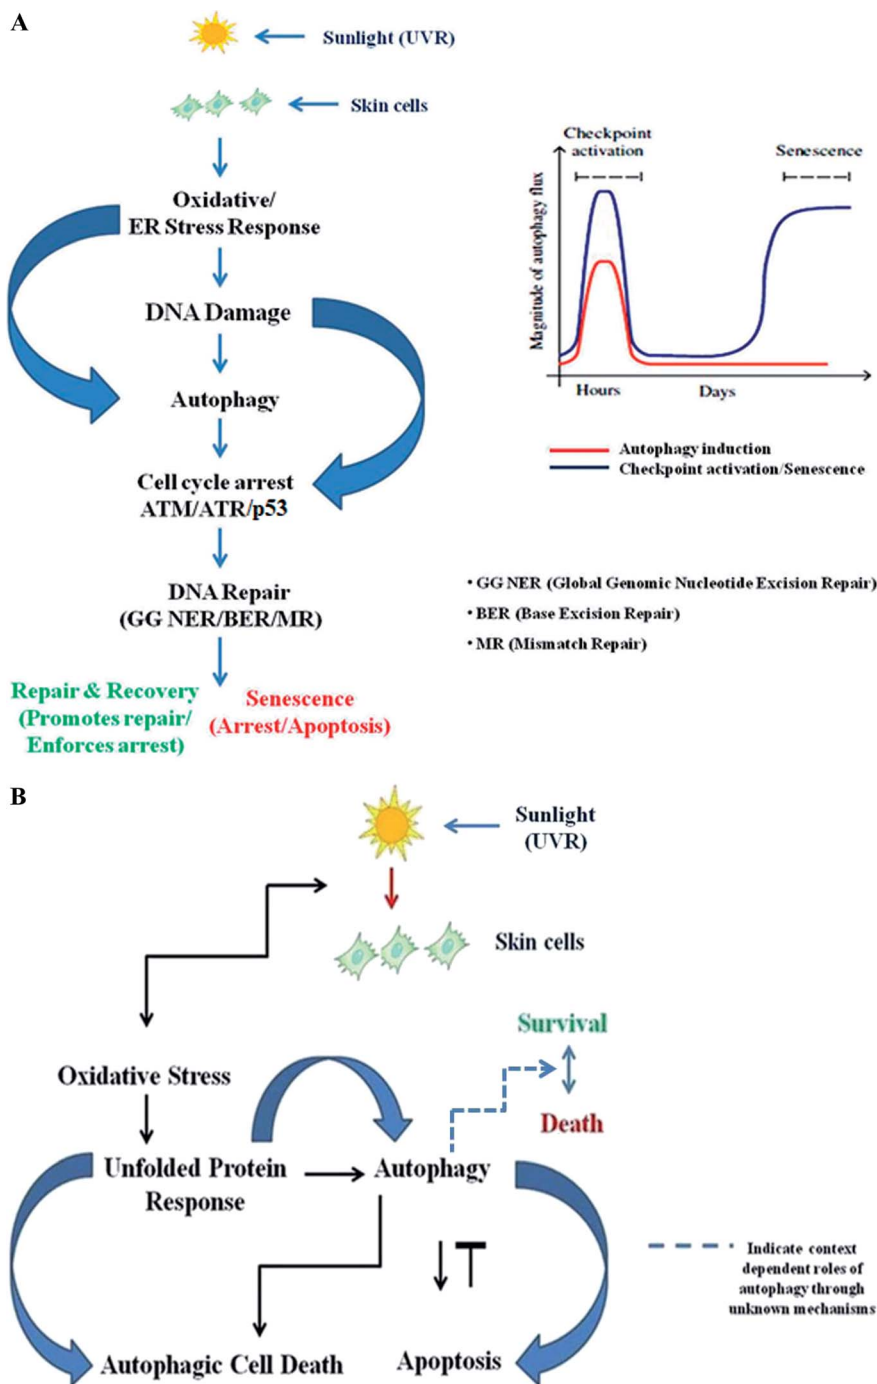 A
Sunlight (UVR)
Skin cells
Oxidative/
ER Stress Response
DNA Damage
Autophagy
Cell cycle arrest
ATM/ATR/p53
DNA Repair
(GG NER/BER/MR)
Repair & Recovery
(Promotes repair/
Enforces arrest)
Senescence
(Arrest/Apoptosis)
Checkpoint
activation
Senescence
Magnitude of autophagy flux
Hours
Days
Autophagy induction
Checkpoint activation/Senescence
• GG NER (Global Genomic Nucleotide Excision Repair)
• BER (Base Excision Repair)
• MR (Mismatch Repair)
B
Sunlight
(UVR)
Skin cells
Survival
Death
Oxidative Stress
Unfolded Protein
Response
Autophagy
Autophagic Cell Death
Apoptosis
Indicate context
dependent roles of
autophagy through
unknown mechanisms